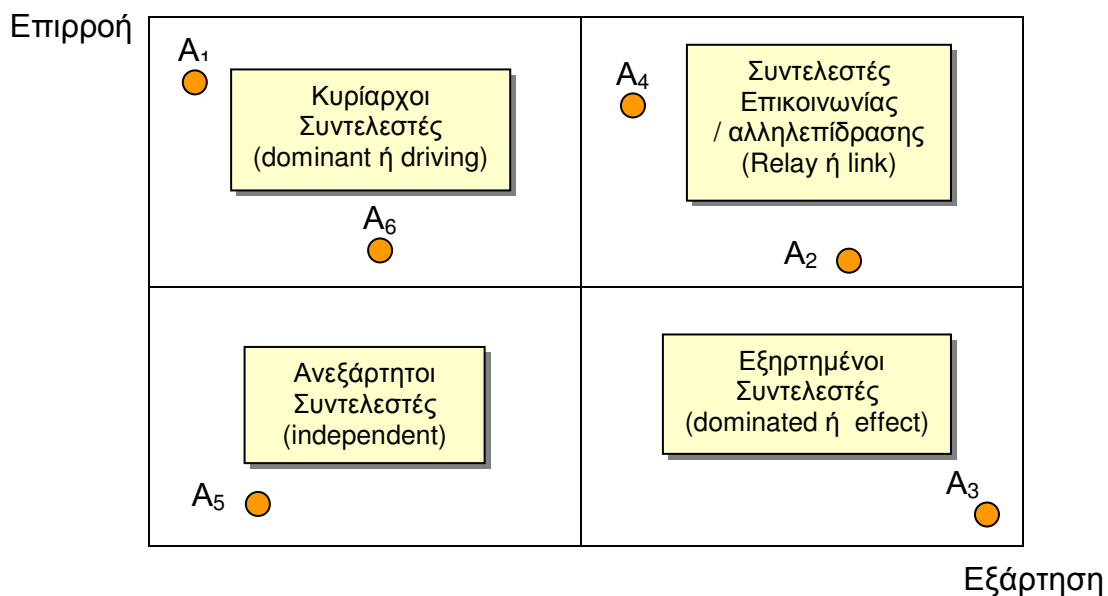 Επιρροή
A₁
Κυρίαρχοι
Συντελεστές
(dominant ή driving)
A₆
A₄
Συντελεστές
Επικοινωνίας
/ αλληλεπίδρασης
(Relay ή link)
A₂
Ανεξάρτητοι
Συντελεστές
(independent)
A₅
Εξηρτημένοι
Συντελεστές
(dominated ή effect)
A₃
Εξάρτηση